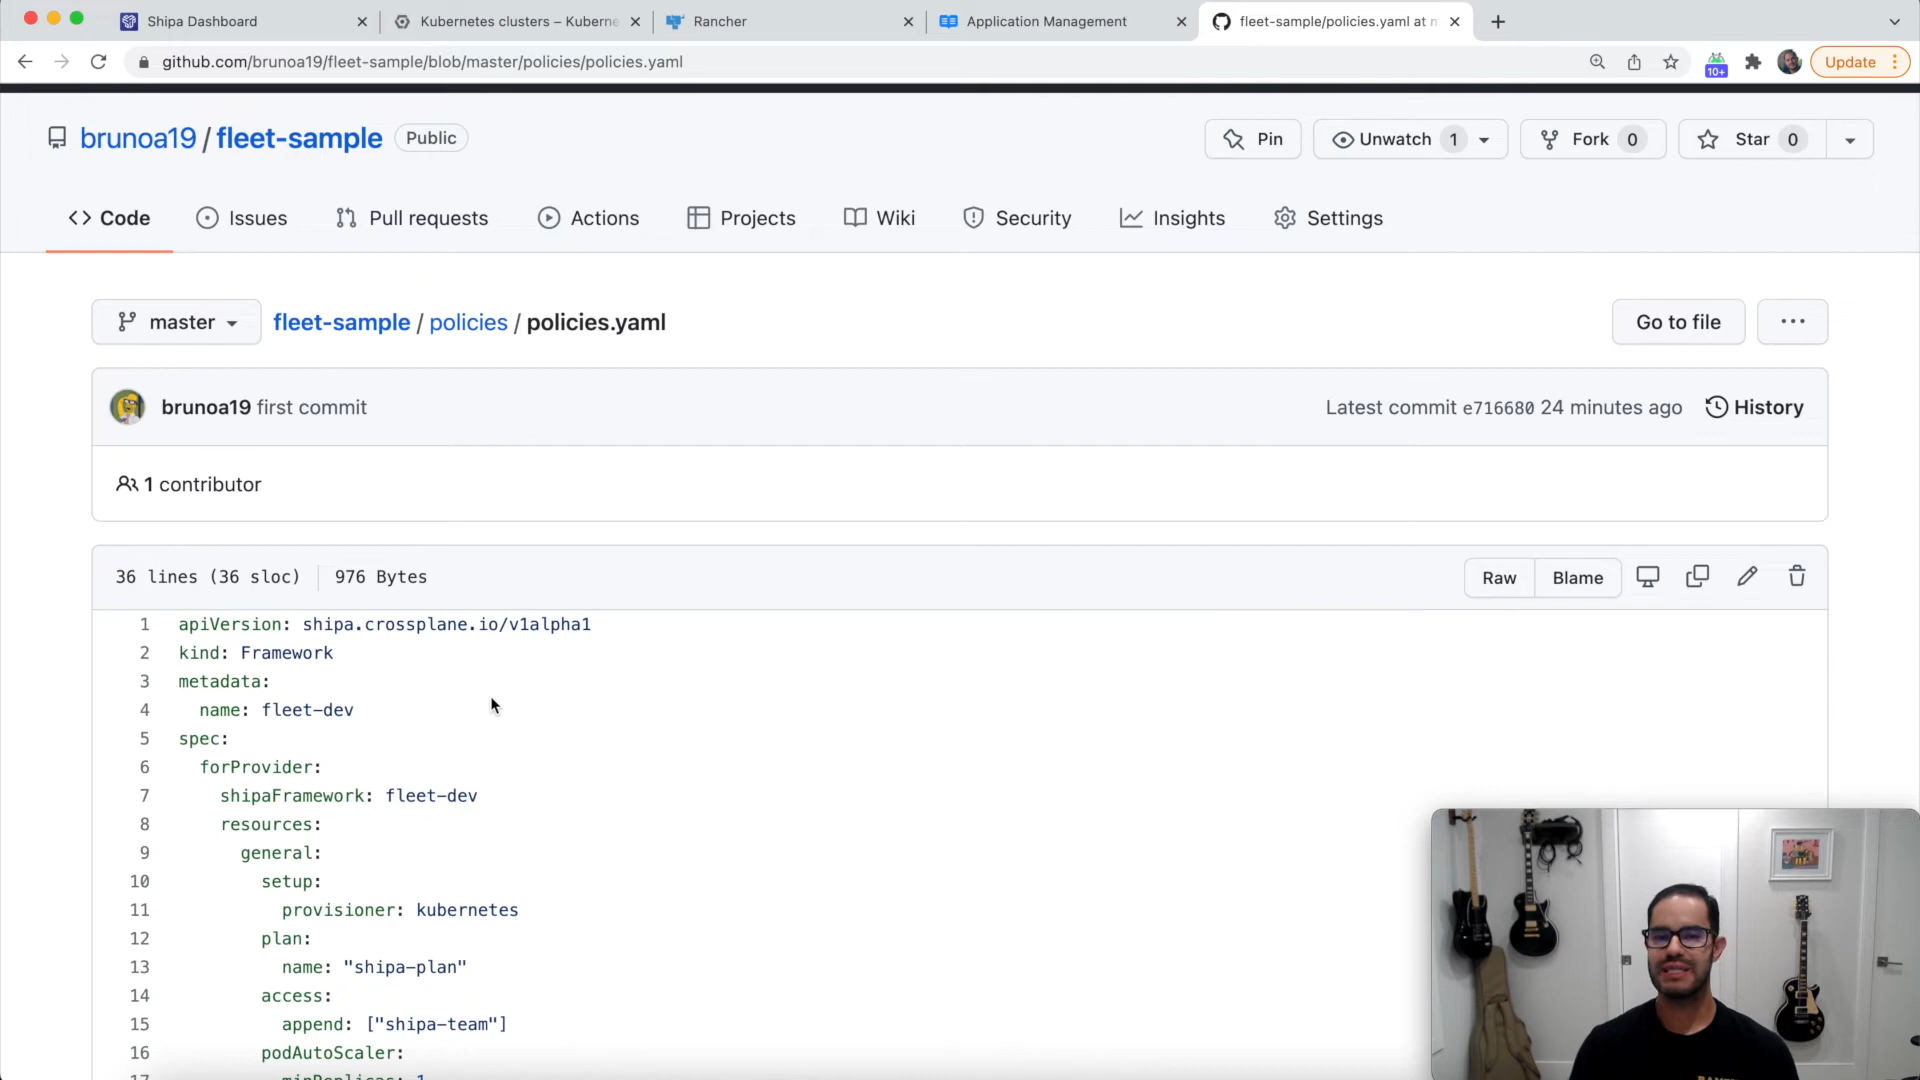 Shipa Dashboard
Kubernetes clusters – Kuberne
Rancher
Application Management
fleet-sample/policies.yaml at m
github.com/brunoa19/fleet-sample/blob/master/policies/policies.yaml
10+
Update
brunoa19 / fleet-sample
Public
Pin
Unwatch 1
Fork 0
Star 0
Code
Issues
Pull requests
Actions
Projects
Wiki
Security
Insights
Settings
master
fleet-sample / policies / policies.yaml
Go to file
brunoa19 first commit
Latest commit e716680 24 minutes ago
History
1 contributor
36 lines (36 sloc)
976 Bytes
Raw
Blame
1 apiVersion: shipa.crossplane.io/v1alpha1
2 kind: Framework
3 metadata:
4 name: fleet-dev
5 spec:
6 forProvider:
7 shipaFramework: fleet-dev
8 resources:
9 general:
10 setup:
11 provisioner: kubernetes
12 plan:
13 name: "shipa-plan"
14 access:
15 append: ["shipa-team"]
16 podAutoScaler:
17 minReplicas: 1